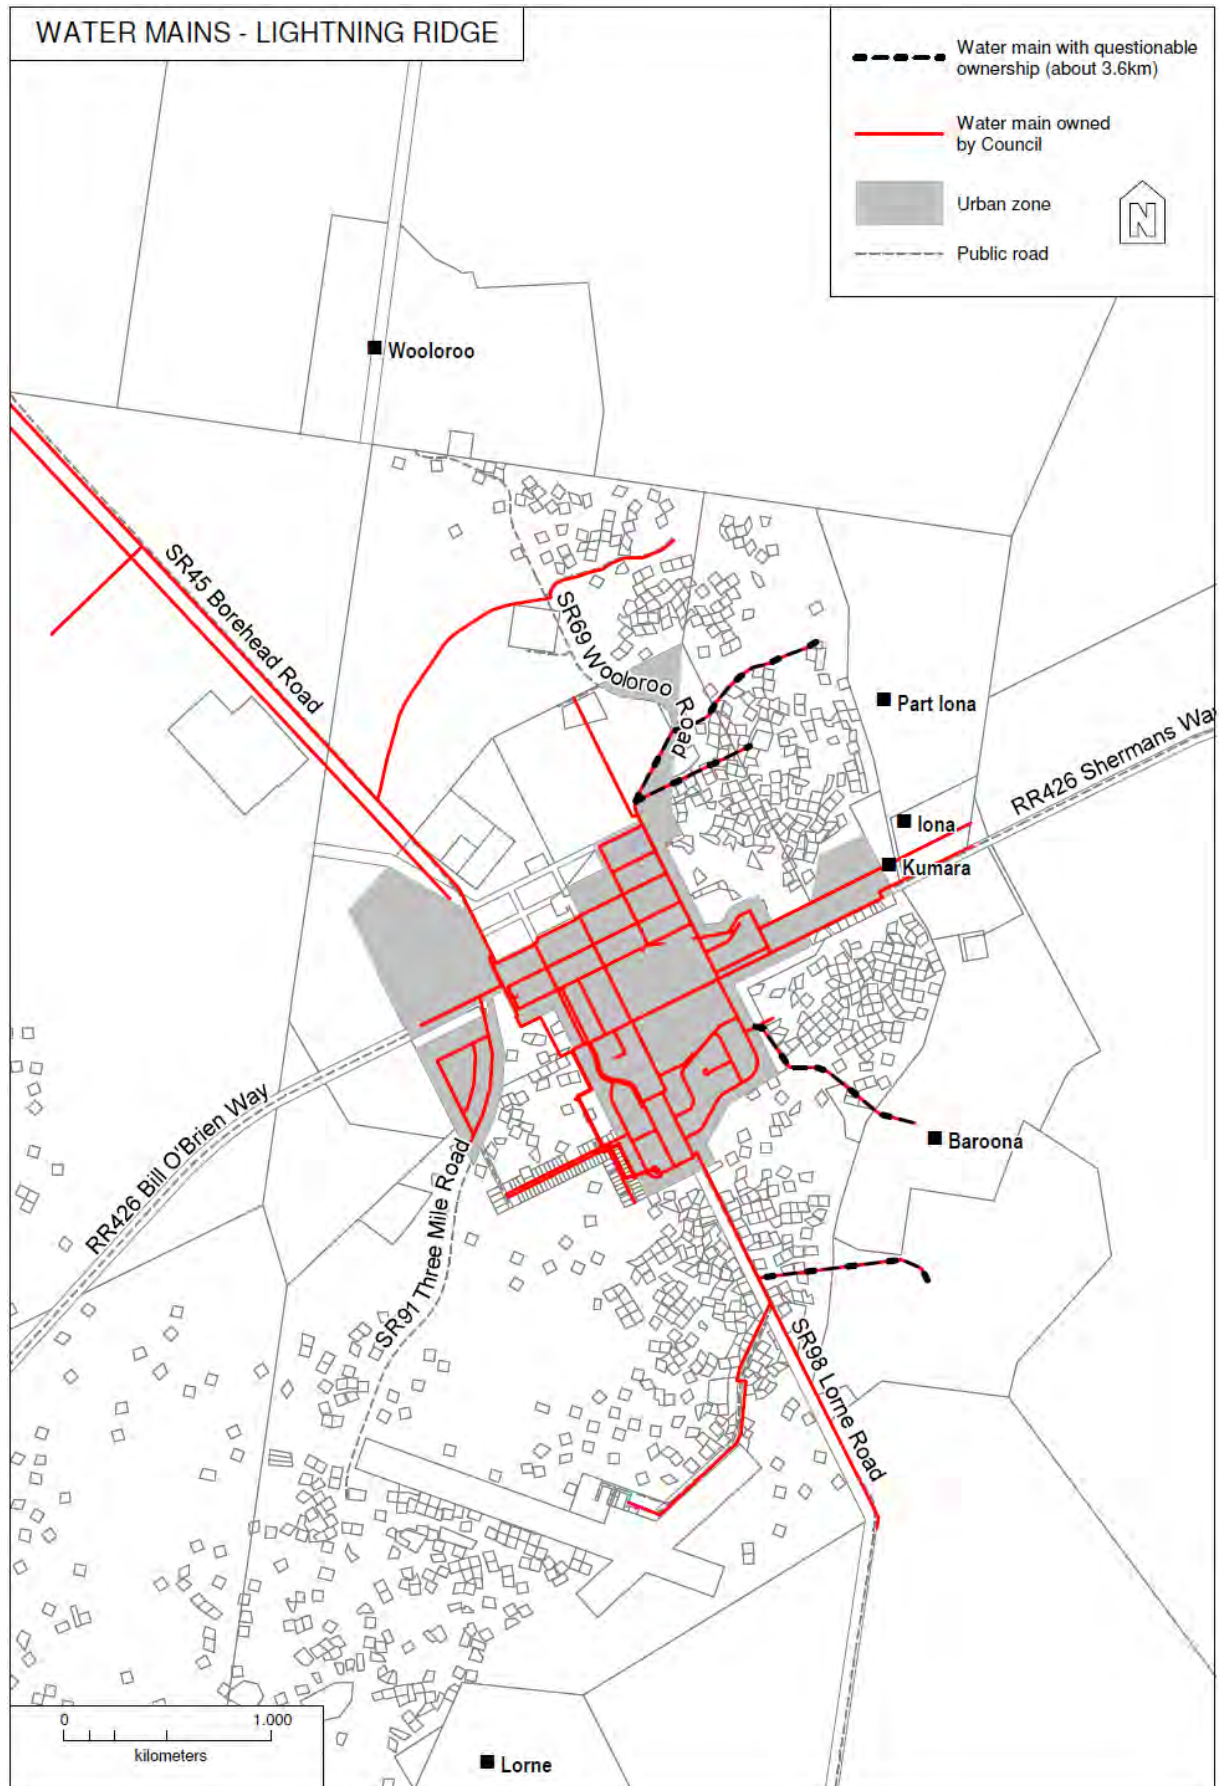 WATER MAINS - LIGHTNING RIDGE
Water main with questionable
ownership (about 3.6km)
Water main owned
by Council
Urban zone
N
Public road
Wooloroo
SR45 Borehead Road
SR69 Wooloroo
Road
Part Iona
RR426 Shermans Way
Iona
Kumara
RR426 Bill O'Brien Way
SR91 Three Mile Road
Baroona
SR98 Lorne Road
0 1.000
kilometers
Lorne